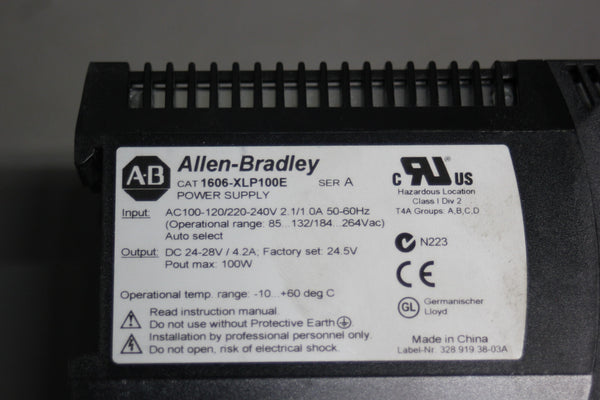 A-B Allen-Bradley
CAT 1606-XLP100E SER A
POWER SUPPLY
Input: AC100-120/220-240V 2.1/1.0A 50-60Hz
(Operational range: 85...132/184...264Vac)
Auto select
Output: DC 24-28V / 4.2A; Factory set: 24.5V
Pout max: 100W
Operational temp. range: -10...+60 deg C
Read instruction manual.
Do not use without Protective Earth
Installation by professional personnel only.
Do not open, risk of electrical shock.
C RU US
Hazardous Location
Class I Div 2
T4A Groups: A,B,C,D
N223
CE
GL Germanischer
Lloyd
Made in China
Label-Nr. 328 919 38-03A